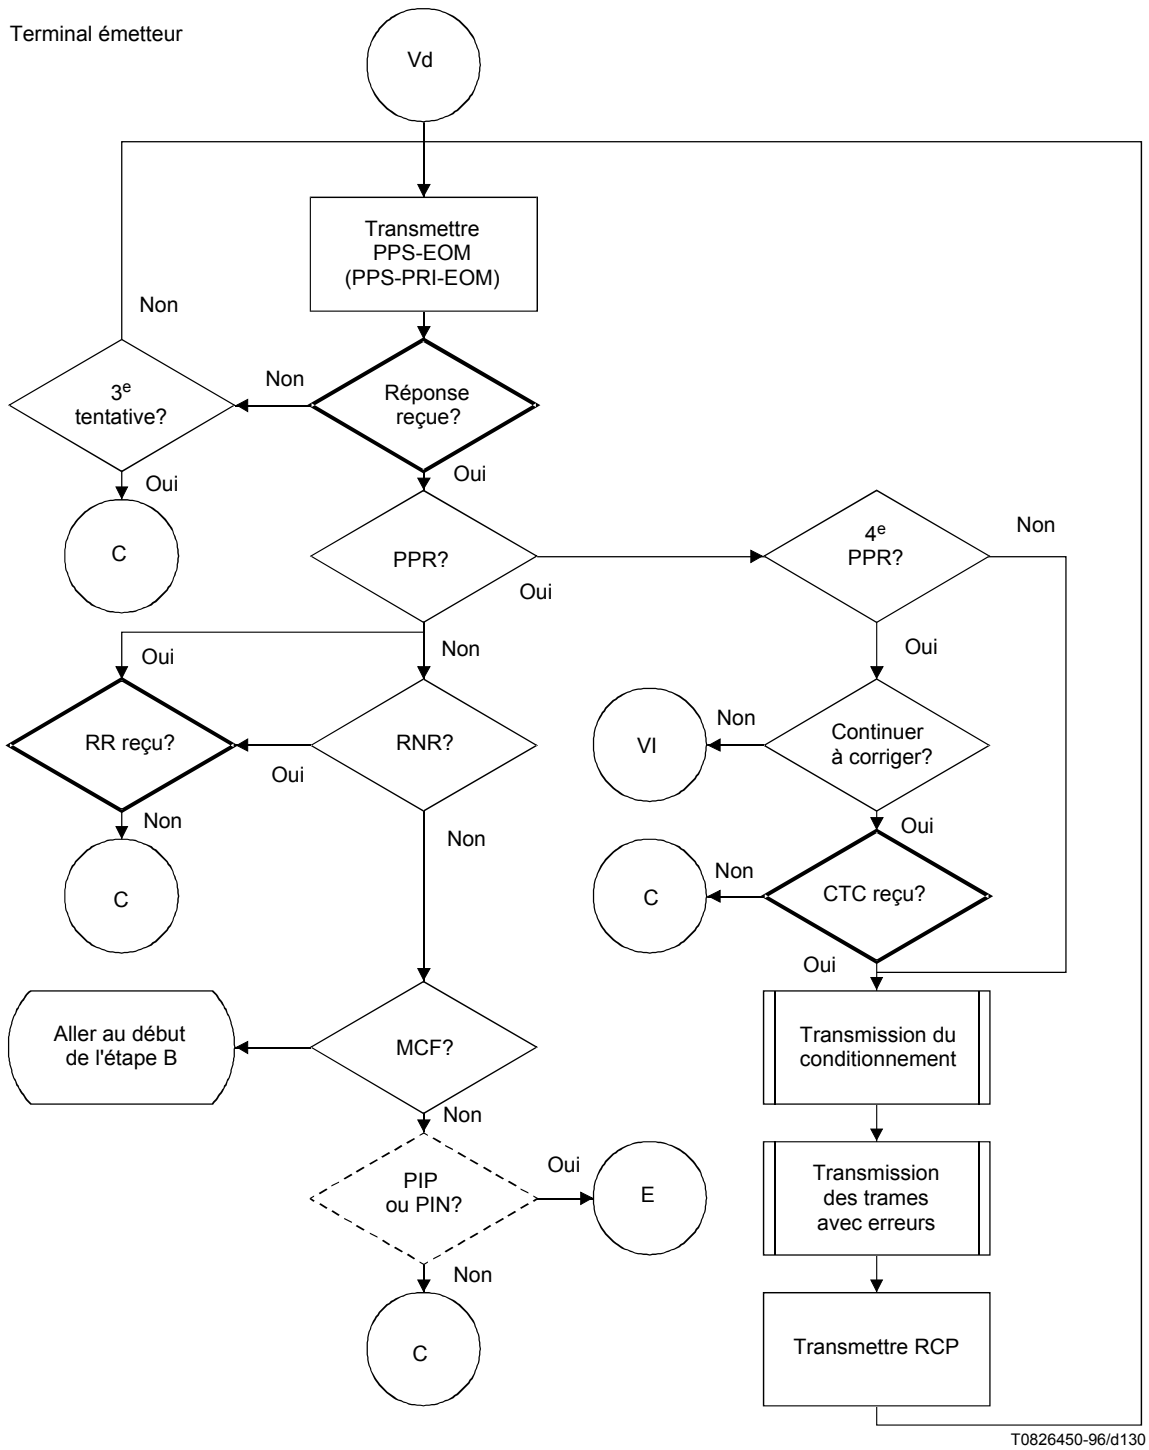 Terminal émetteur
Vd
Transmettre
PPS-EOM
(PPS-PRI-EOM)
Non
3e
tentative?
Non
Réponse
reçue?
Oui
Oui
C
PPR?
Oui
4e
PPR?
Non
Oui
Non
Oui
RR reçu?
Oui
RNR?
VI
Non
Continuer
à corriger?
Non
Non
Oui
C
C
Non
CTC reçu?
Oui
Aller au début
de l'étape B
MCF?
Transmission du
conditionnement
Non
PIP
ou PIN?
Oui
E
Transmission
des trames
avec erreurs
Non
C
Transmettre RCP
T0826450-96/d130